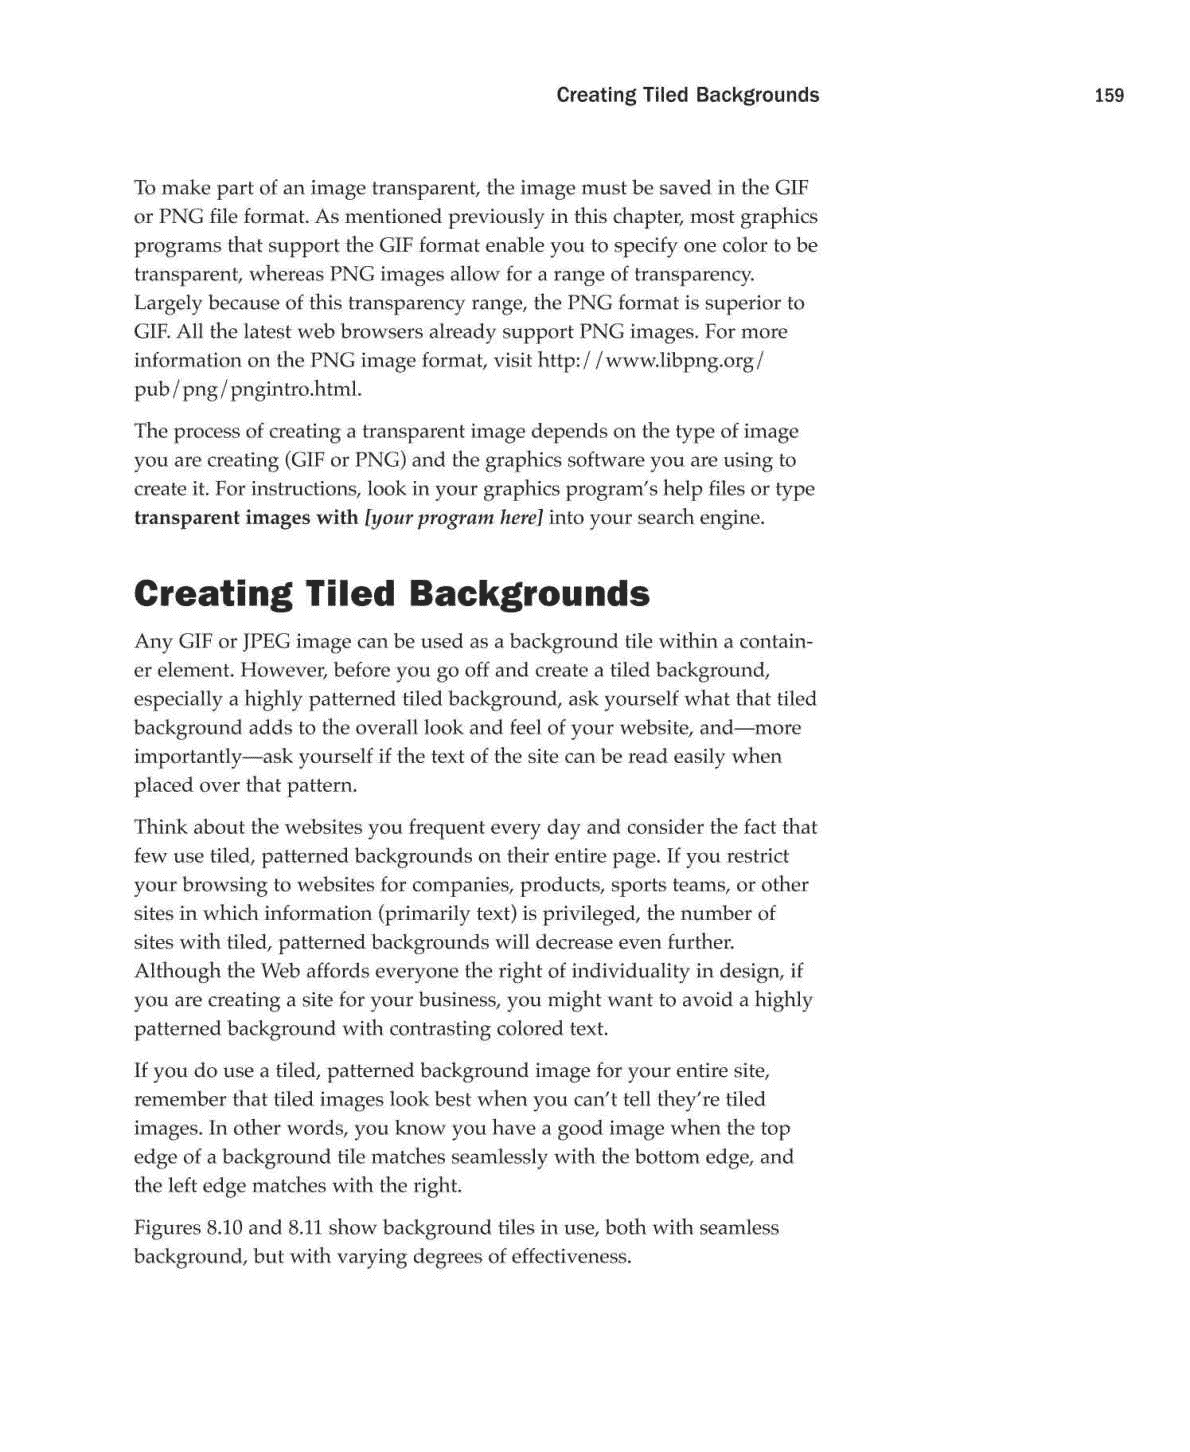 Creating Tiled Backgrounds 159
To make part of an image transparent, the image must be saved in the GIF
or PNG file format. As mentioned previously in this chapter, most graphics
programs that support the GIF format enable you to specify one color to be
transparent, whereas PNG images allow for a range of transparency.
Largely because of this transparency range, the PNG format is superior to
GIF. All the latest web browsers already support PNG images. For more
information on the PNG image format, visit http://www.libpng.org/
pub/png/pngintro.html.
The process of creating a transparent image depends on the type of image
you are creating (GIF or PNG) and the graphics software you are using to
create it. For instructions, look in your graphics program's help files or type
transparent images with [your program here] into your search engine.
Creating Tiled Backgrounds
Any GIF or JPEG image can be used as a background tile within a contain-
er element. However, before you go off and create a tiled background,
especially a highly patterned tiled background, ask yourself what that tiled
background adds to the overall look and feel of your website, and—more
importantly—ask yourself if the text of the site can be read easily when
placed over that pattern.
Think about the websites you frequent every day and consider the fact that
few use tiled, patterned backgrounds on their entire page. If you restrict
your browsing to websites for companies, products, sports teams, or other
sites in which information (primarily text) is privileged, the number of
sites with tiled, patterned backgrounds will decrease even further.
Although the Web affords everyone the right of individuality in design, if
you are creating a site for your business, you might want to avoid a highly
patterned background with contrasting colored text.
If you do use a tiled, patterned background image for your entire site,
remember that tiled images look best when you can't tell they're tiled
images. In other words, you know you have a good image when the top
edge of a background tile matches seamlessly with the bottom edge, and
the left edge matches with the right.
Figures 8.10 and 8.11 show background tiles in use, both with seamless
background, but with varying degrees of effectiveness.